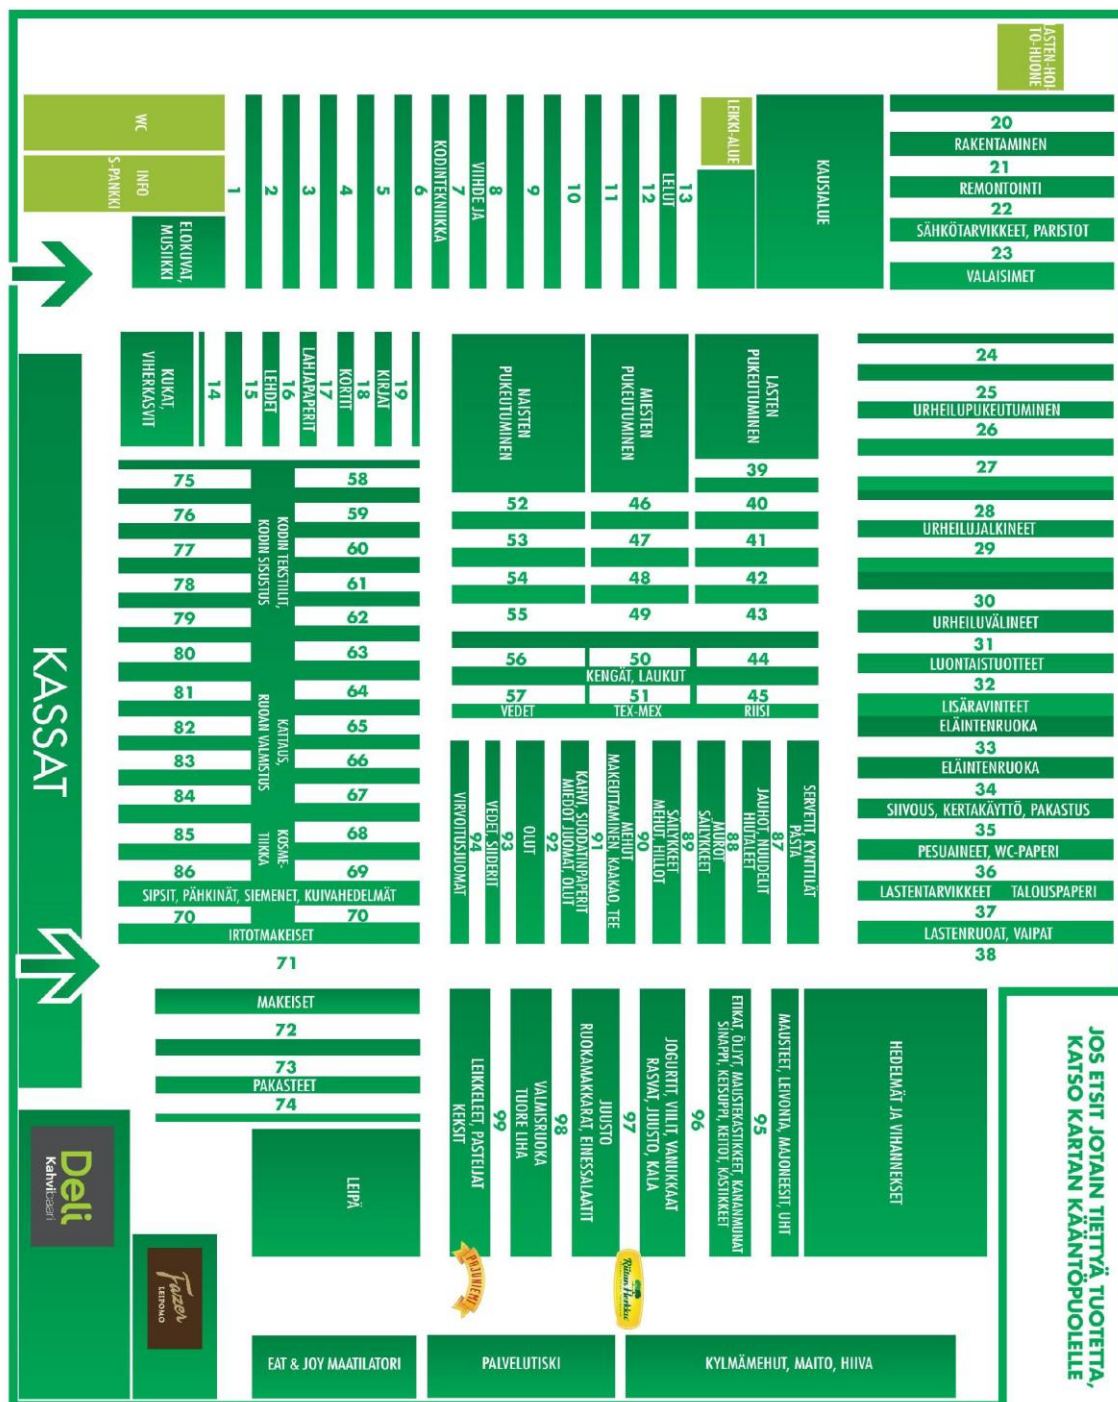 LASTEN-HOI
TO-HUONE
WC
INFO
S-PANKKI
ELOKUVAT,
MUSIIKKI
1
2
3
4
5
6
KODINTEKNIIKKA
7
VIIHDE JA
8
9
10
11
12
LELUT
13
LEIKKI-ALUE
KAUSIALUE
20
RAKENTAMINEN
21
REMONTOINTI
22
SÄHKÖTARVIKKEET, PARISTOT
23
VALAISIMET
KASSAT
KUKAT,
VIHERKASVIT
14
15
LEHDET
16
LAHJAPAPERIT
17
KORTIT
18
KIRJAT
19
NAISTEN
PUKEUTUMINEN
MIESTEN
PUKEUTUMINEN
LASTEN
PUKEUTUMINEN
39
24
25
URHEILUPUKEUTUMINEN
26
27
28
URHEILUJALKINEET
29
30
URHEILUVÄLINEET
31
LUONTAISTUOTTEET
32
LISÄRAVINTEET
ELÄINTENRUOKA
33
ELÄINTENRUOKA
34
SIIVOUS, KERTAKÄYTTÖ, PAKASTUS
35
PESUAINEET, WC-PAPERI
36
LASTENTARVIKKEET TALOUSPAPERI
37
LASTENRUOAT, VAIPAT
38
75 58
76 59
77 60
78 61
79 62
80 63
81 64
82 65
83 66
84 67
85 68
86 69
KODIN TEKSTIILIT,
KODIN SISUSTUS
KATTAUS,
RUOAN VALMISTUS
KOSME-
TIIKKA
SIPSIT, PÄHKINÄT, SIEMENET, KUIVAHEDELMÄT
70 70
IRTOTMAKEISET
71
52 46 40
53 47 41
54 48 42
55 49 43
56 50 44
KENGÄT, LAUKUT
57 51 45
VEDET TEX-MEX RIISI
VIRVOITUSJUOMAT
94
VEDET, SIIDERIT
93
OLUT
92
MIEDOT JUOMAT, OLUT
KAHVI, SUODATINPAPERIT
91
MAKEUTTAMINEN, KAAKAO, TEE
MEHUT
90
MEHUT, HILLOT
SÄILYKKEET
89
SÄILYKKEET
MUROT
88
HIUTALEET
JAUHOT, NUUDELIT
87
PASTA
SERVETIT, KYNTTILÄT
MAKEISET
72
73
PAKASTEET
74
LEIPÄ
KEKSIT
LEIKKELEET, PASTEIJAT
99
TUORE LIHA
VALMISRUOKA
98
RUOKAMAKKARAT, EINESSALAATIT
JUUSTO
97
RASVAT, JUUSTO, KALA
JOGURTIT, VIILIT, VANUKKAAT
96
SINAPPI, KETSUPPI, KEITOT, KASTIKKEET
ETIKAT, ÖLJYT, MAUSTEKASTIKKEET, KANANMUNAT
95
MAUSTEET, LEIVONTA, MAJONEESIT, UHT
HEDELMÄT JA VIHANNEKSET
JOS ETSIT JOTAIN TIETTYÄ TUOTETTA,
KATSO KARTAN KÄÄNTÖPUOLELLE
Deli
Kahvibaari
Fazer
LEIPOMO
PAJUNIEMI
Riitan Herkku
EAT & JOY MAATILATORI
PALVELUTISKI
KYLMÄMEHUT, MAITO, HIIVA